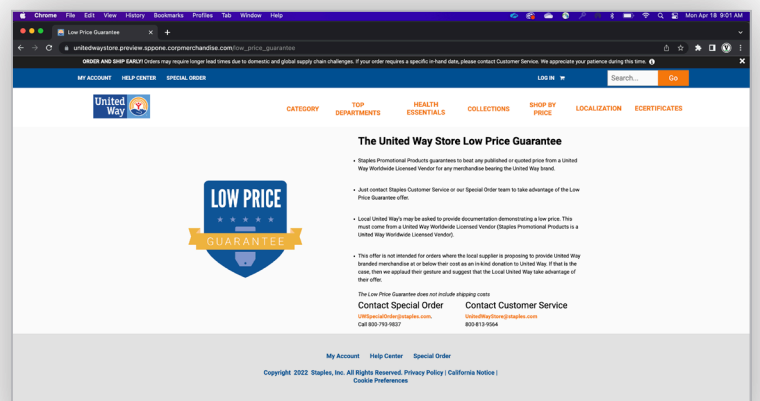 Chrome File Edit View History Bookmarks Profiles Tab Window Help
Mon Apr 18 9:01 AM
Low Price Guarantee
unitedwaystore.preview.sppone.corpmerchandise.com/low_price_guarantee
ORDER AND SHIP EARLY! Orders may require longer lead times due to domestic and global supply chain challenges. If your order requires a specific in-hand date, please contact Customer Service. We appreciate your patience during this time.
MY ACCOUNT HELP CENTER SPECIAL ORDER
LOG IN
Search... Go
United
Way
CATEGORY
TOP
DEPARTMENTS
HEALTH
ESSENTIALS
COLLECTIONS
SHOP BY
PRICE
LOCALIZATION
ECERTIFICATES
LOW PRICE
GUARANTEE
The United Way Store Low Price Guarantee
• Staples Promotional Products guarantees to beat any published or quoted price from a United
Way Worldwide Licensed Vendor for any merchandise bearing the United Way brand.
• Just contact Staples Customer Service or our Special Order team to take advantage of the Low
Price Guarantee offer.
• Local United Way's may be asked to provide documentation demonstrating a low price. This
must come from a United Way Worldwide Licensed Vendor (Staples Promotional Products is a
United Way Worldwide Licensed Vendor).
• This offer is not intended for orders where the local supplier is proposing to provide United Way
branded merchandise at or below their cost as an in-kind donation to United Way. If that is the
case, then we applaud their gesture and suggest that the Local United Way take advantage of
their offer.
The Low Price Guarantee does not include shipping costs
Contact Special Order
UWSpecialOrder@staples.com,
Call 800-793-9837
Contact Customer Service
UnitedWayStore@staples.com
800-813-9564
My Account Help Center Special Order
Copyright 2022 Staples, Inc. All Rights Reserved. Privacy Policy | California Notice |
Cookie Preferences